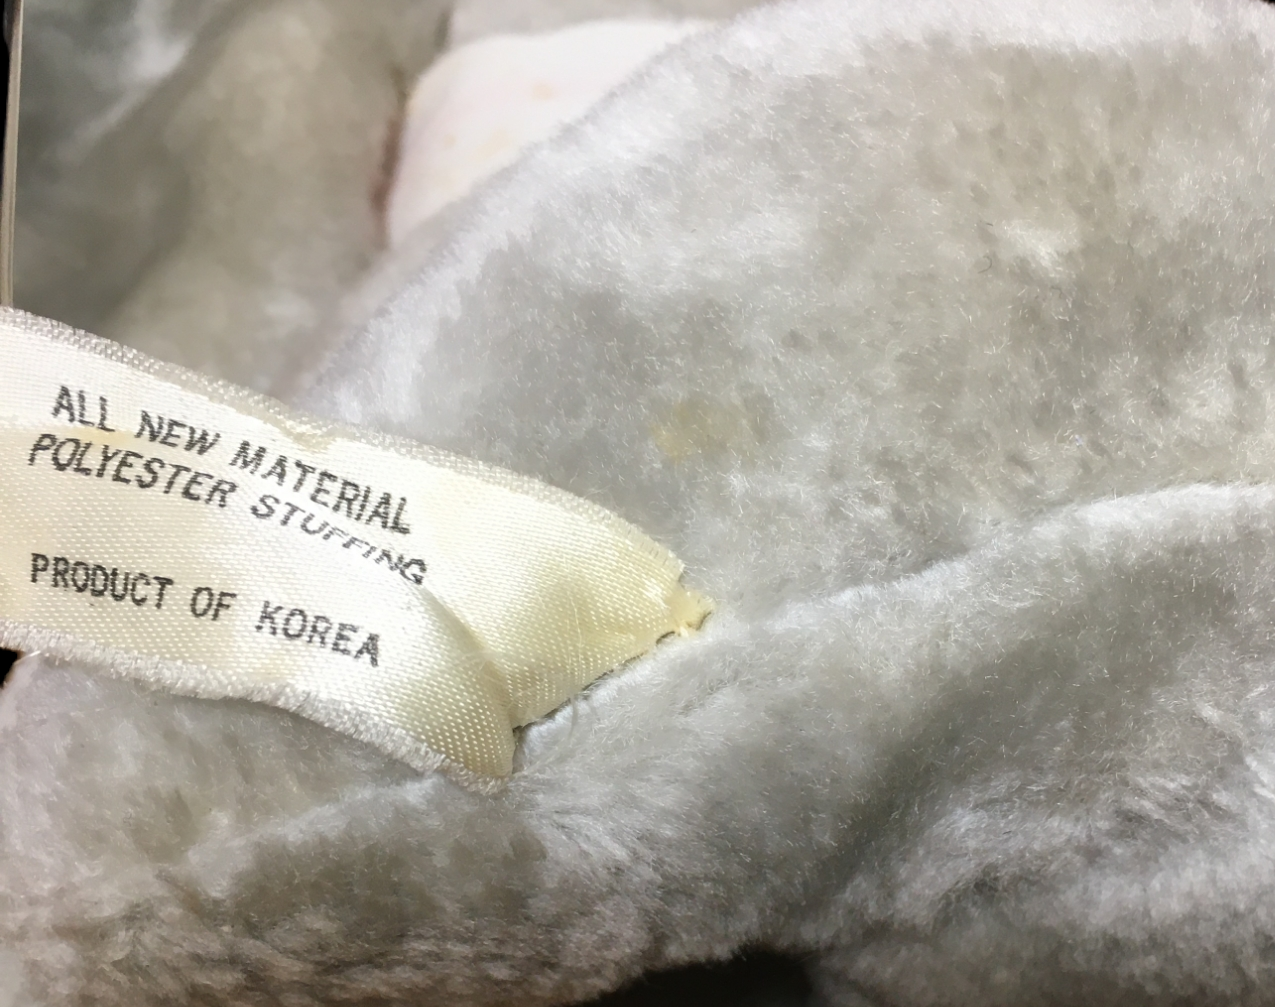 ALL NEW MATERIAL
POLYESTER STUFFING
PRODUCT OF KOREA